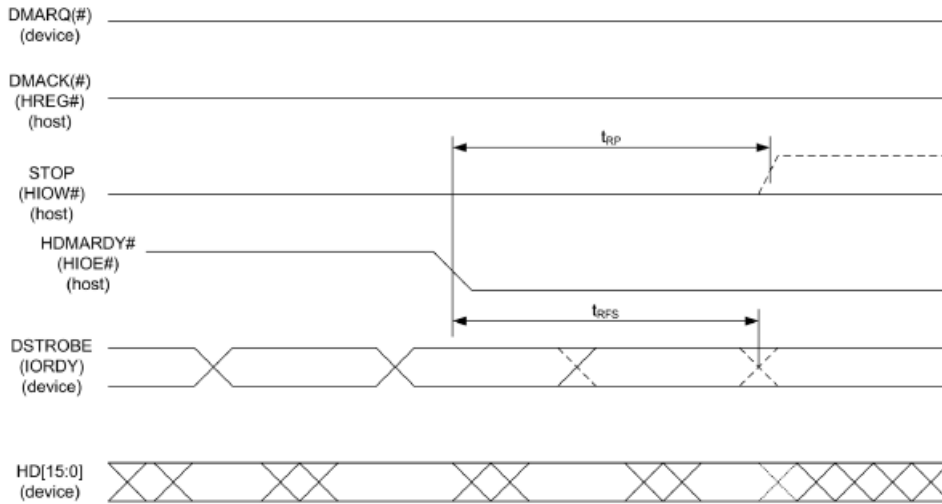 DMARQ(#)
(device)
DMACK(#)
(HREG#)
(host)
tRP
STOP
(HIOW#)
(host)
HDMARDY#
(HIOE#)
(host)
tRFS
DSTROBE
(IORDY)
(device)
HD[15:0]
(device)